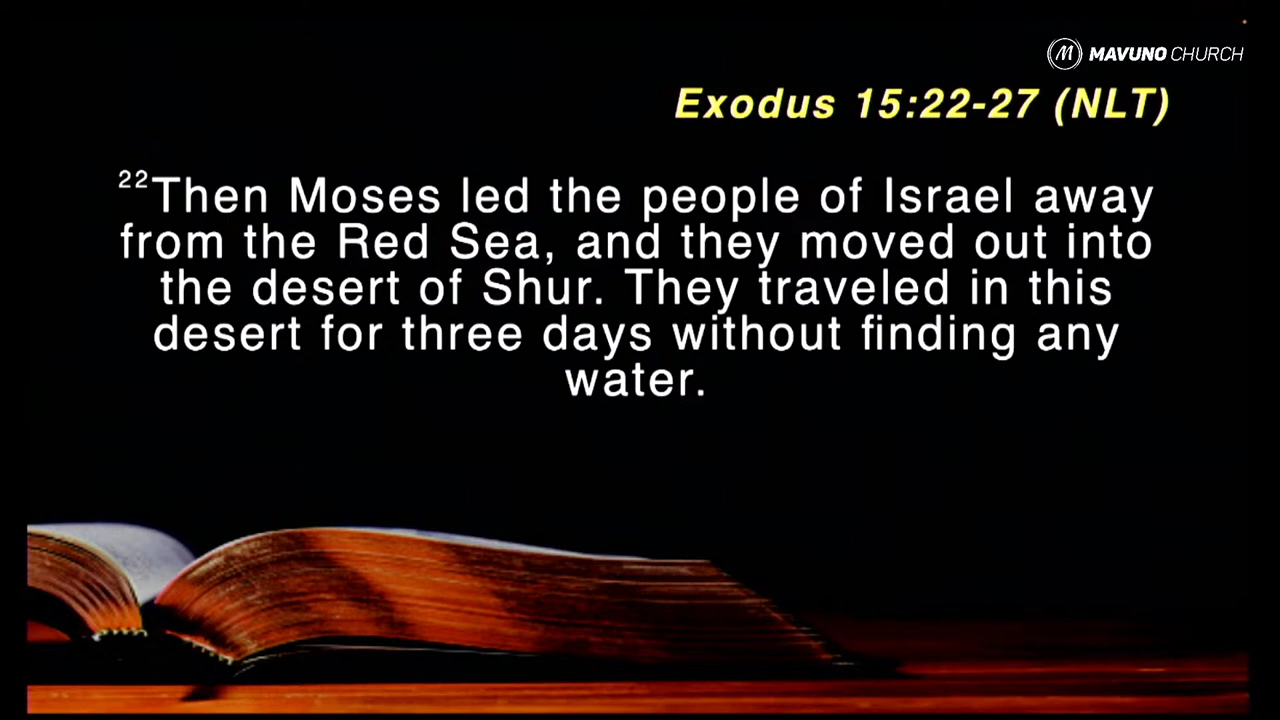 MAVUNO CHURCH
Exodus 15:22-27 (NLT)
22Then Moses led the people of Israel away
from the Red Sea, and they moved out into
the desert of Shur. They traveled in this
desert for three days without finding any
water.